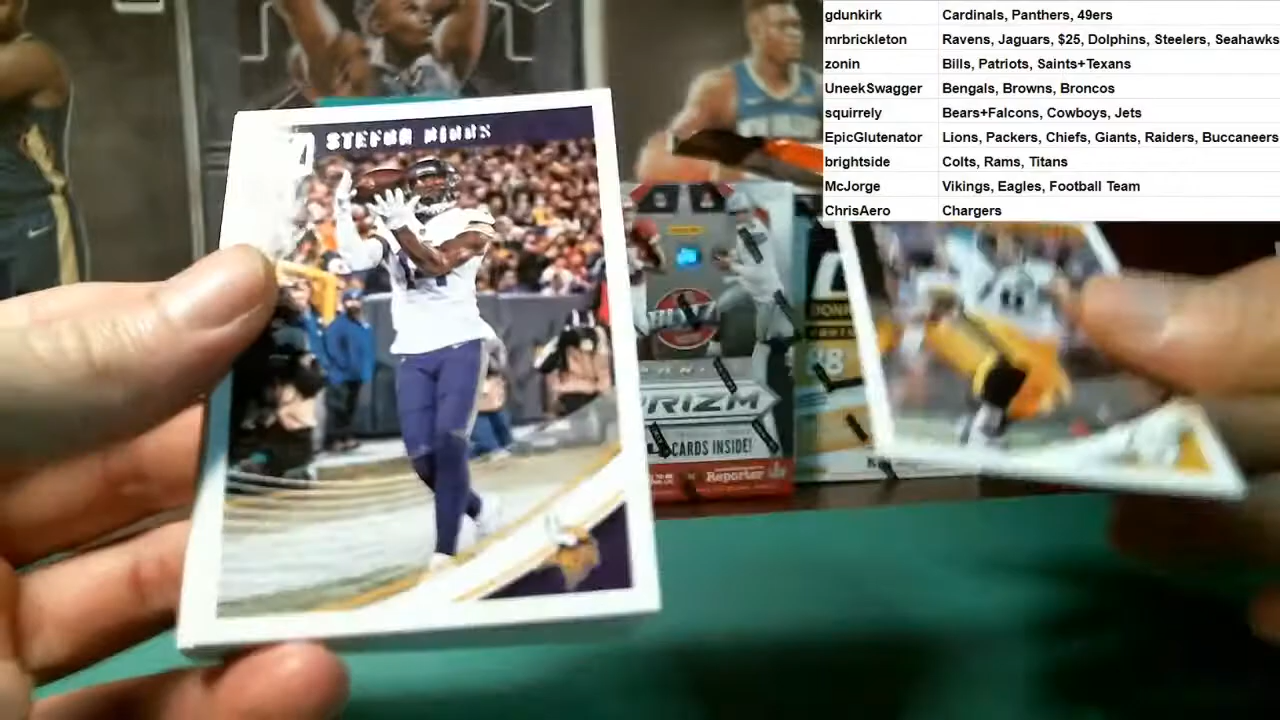 gdunkirk Cardinals, Panthers, 49ers
mrbrickleton Ravens, Jaguars, $25, Dolphins, Steelers, Seahawks
zonin Bills, Patriots, Saints+Texans
UneekSwagger Bengals, Browns, Broncos
squirrely Bears+Falcons, Cowboys, Jets
EpicGlutenator Lions, Packers, Chiefs, Giants, Raiders, Buccaneers
brightside Colts, Rams, Titans
McJorge Vikings, Eagles, Football Team
ChrisAero Chargers
STEFON DIGGS
PRIZM
CARDS INSIDE!
Reporter